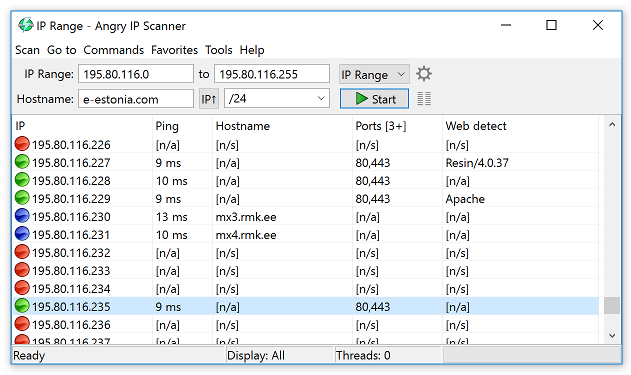 IP Range - Angry IP Scanner
Scan Go to Commands Favorites Tools Help
IP Range: 195.80.116.0 to 195.80.116.255 IP Range
Hostname: e-estonia.com IP↑ /24 Start
IP Ping Hostname Ports [3+] Web detect
195.80.116.226 [n/a] [n/s] [n/s] [n/s]
195.80.116.227 9 ms [n/a] 80,443 Resin/4.0.37
195.80.116.228 10 ms [n/a] 80,443 [n/a]
195.80.116.229 9 ms [n/a] 80,443 Apache
195.80.116.230 13 ms mx3.rmk.ee [n/a] [n/a]
195.80.116.231 10 ms mx4.rmk.ee [n/a] [n/a]
195.80.116.232 [n/a] [n/s] [n/s] [n/s]
195.80.116.233 [n/a] [n/s] [n/s] [n/s]
195.80.116.234 [n/a] [n/s] [n/s] [n/s]
195.80.116.235 9 ms [n/a] 80,443 [n/a]
195.80.116.236 [n/a] [n/s] [n/s] [n/s]
195.80.116.237 [n/a] [n/s] [n/s] [n/s]
Ready Display: All Threads: 0